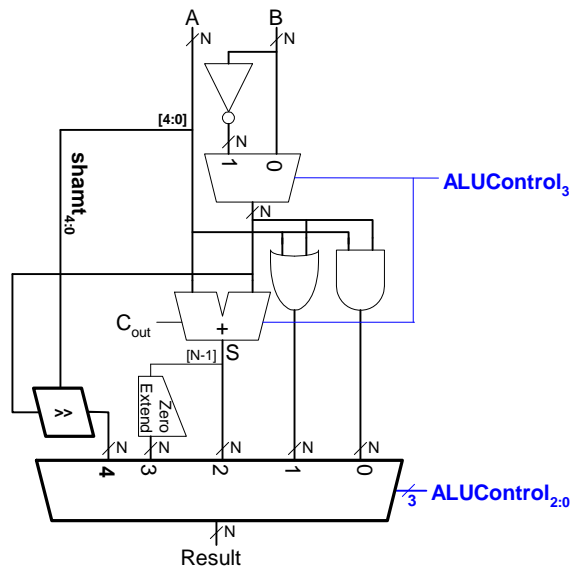 A B
N N
[4:0]
N
1 0
shamt4:0
ALUControl3
N
Cout
+
[N-1] S
Zero Extend
>>
N N N N N
4 3 2 1 0
3 ALUControl2:0
N
Result